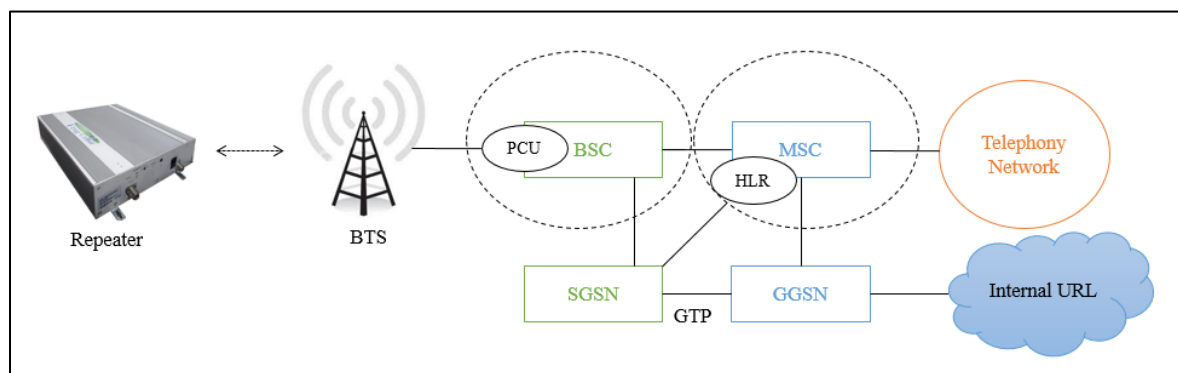 PCU
BSC
MSC
HLR
Telephony
Network
Repeater
BTS
SGSN
GTP
GGSN
Internal URL